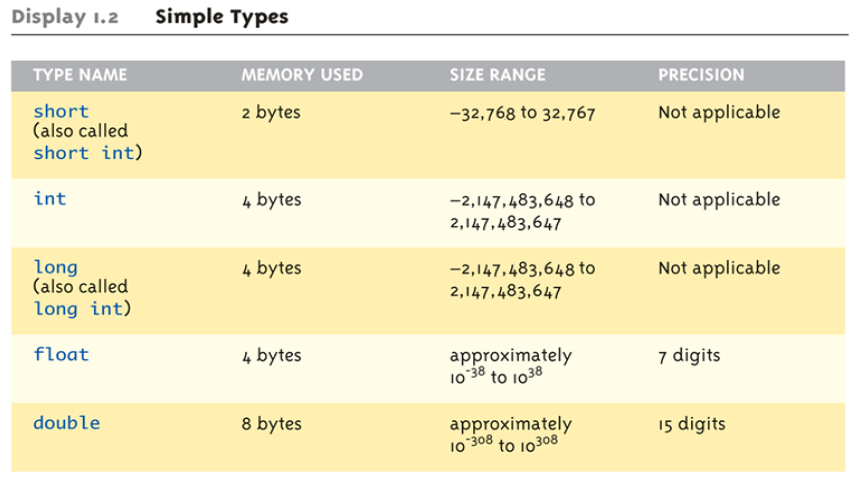 Display 1.2 Simple Types
TYPE NAME MEMORY USED SIZE RANGE PRECISION
short 2 bytes –32,768 to 32,767 Not applicable
(also called
short int)
int 4 bytes –2,147,483,648 to Not applicable
2,147,483,647
long 4 bytes –2,147,483,648 to Not applicable
(also called 2,147,483,647
long int)
float 4 bytes approximately 7 digits
10⁻³⁸ to 10³⁸
double 8 bytes approximately 15 digits
10⁻³⁰⁸ to 10³⁰⁸